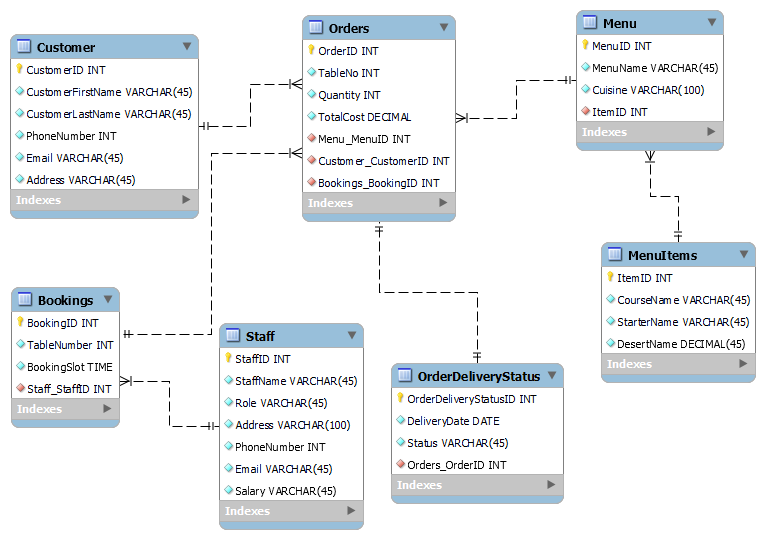 Customer
CustomerID INT
CustomerFirstName VARCHAR(45)
CustomerLastName VARCHAR(45)
PhoneNumber INT
Email VARCHAR(45)
Address VARCHAR(45)
Indexes
Orders
OrderID INT
TableNo INT
Quantity INT
TotalCost DECIMAL
Menu_MenuID INT
Customer_CustomerID INT
Bookings_BookingID INT
Indexes
Menu
MenuID INT
MenuName VARCHAR(45)
Cuisine VARCHAR(100)
ItemID INT
Indexes
MenuItems
ItemID INT
CourseName VARCHAR(45)
StarterName VARCHAR(45)
DesertName DECIMAL(45)
Indexes
Bookings
BookingID INT
TableNumber INT
BookingSlot TIME
Staff_StaffID INT
Indexes
Staff
StaffID INT
StaffName VARCHAR(45)
Role VARCHAR(45)
Address VARCHAR(100)
PhoneNumber INT
Email VARCHAR(45)
Salary VARCHAR(45)
Indexes
OrderDeliveryStatus
OrderDeliveryStatusID INT
DeliveryDate DATE
Status VARCHAR(45)
Orders_OrderID INT
Indexes